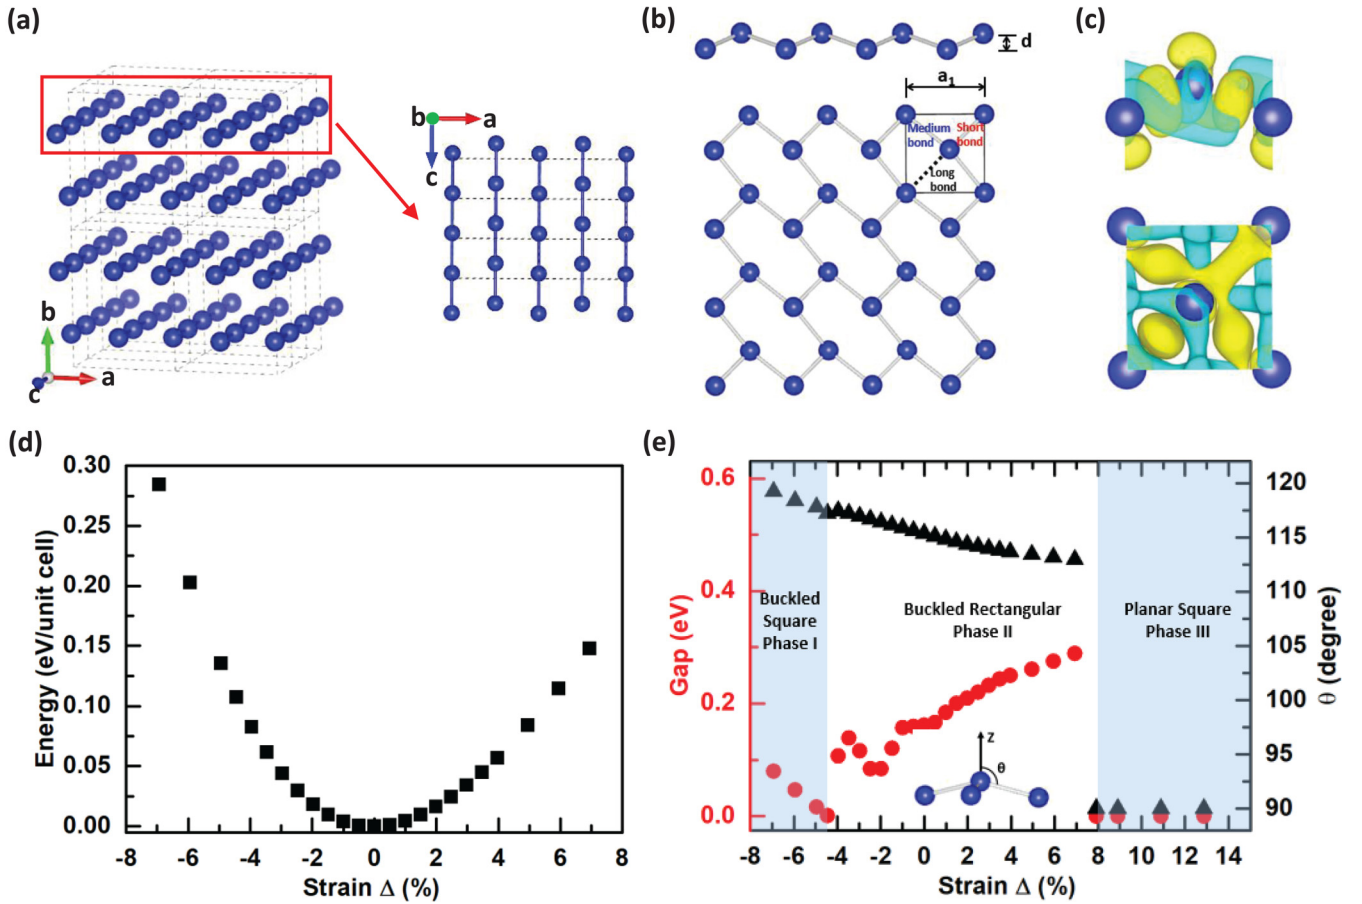 (a)
b
a
c
b
a
c
(b)
d
a1
Medium
bond
Short
bond
Long
bond
(c)
(d)
Energy (eV/unit cell)
0.30
0.25
0.20
0.15
0.10
0.05
0.00
-8 -6 -4 -2 0 2 4 6 8
Strain Δ (%)
(e)
Gap (eV)
0.6
0.4
0.2
0.0
Buckled
Square
Phase I
Buckled Rectangular
Phase II
Planar Square
Phase III
z
θ
120
115
110
105
100
95
90
θ (degree)
-8 -6 -4 -2 0 2 4 6 8 10 12 14
Strain Δ (%)